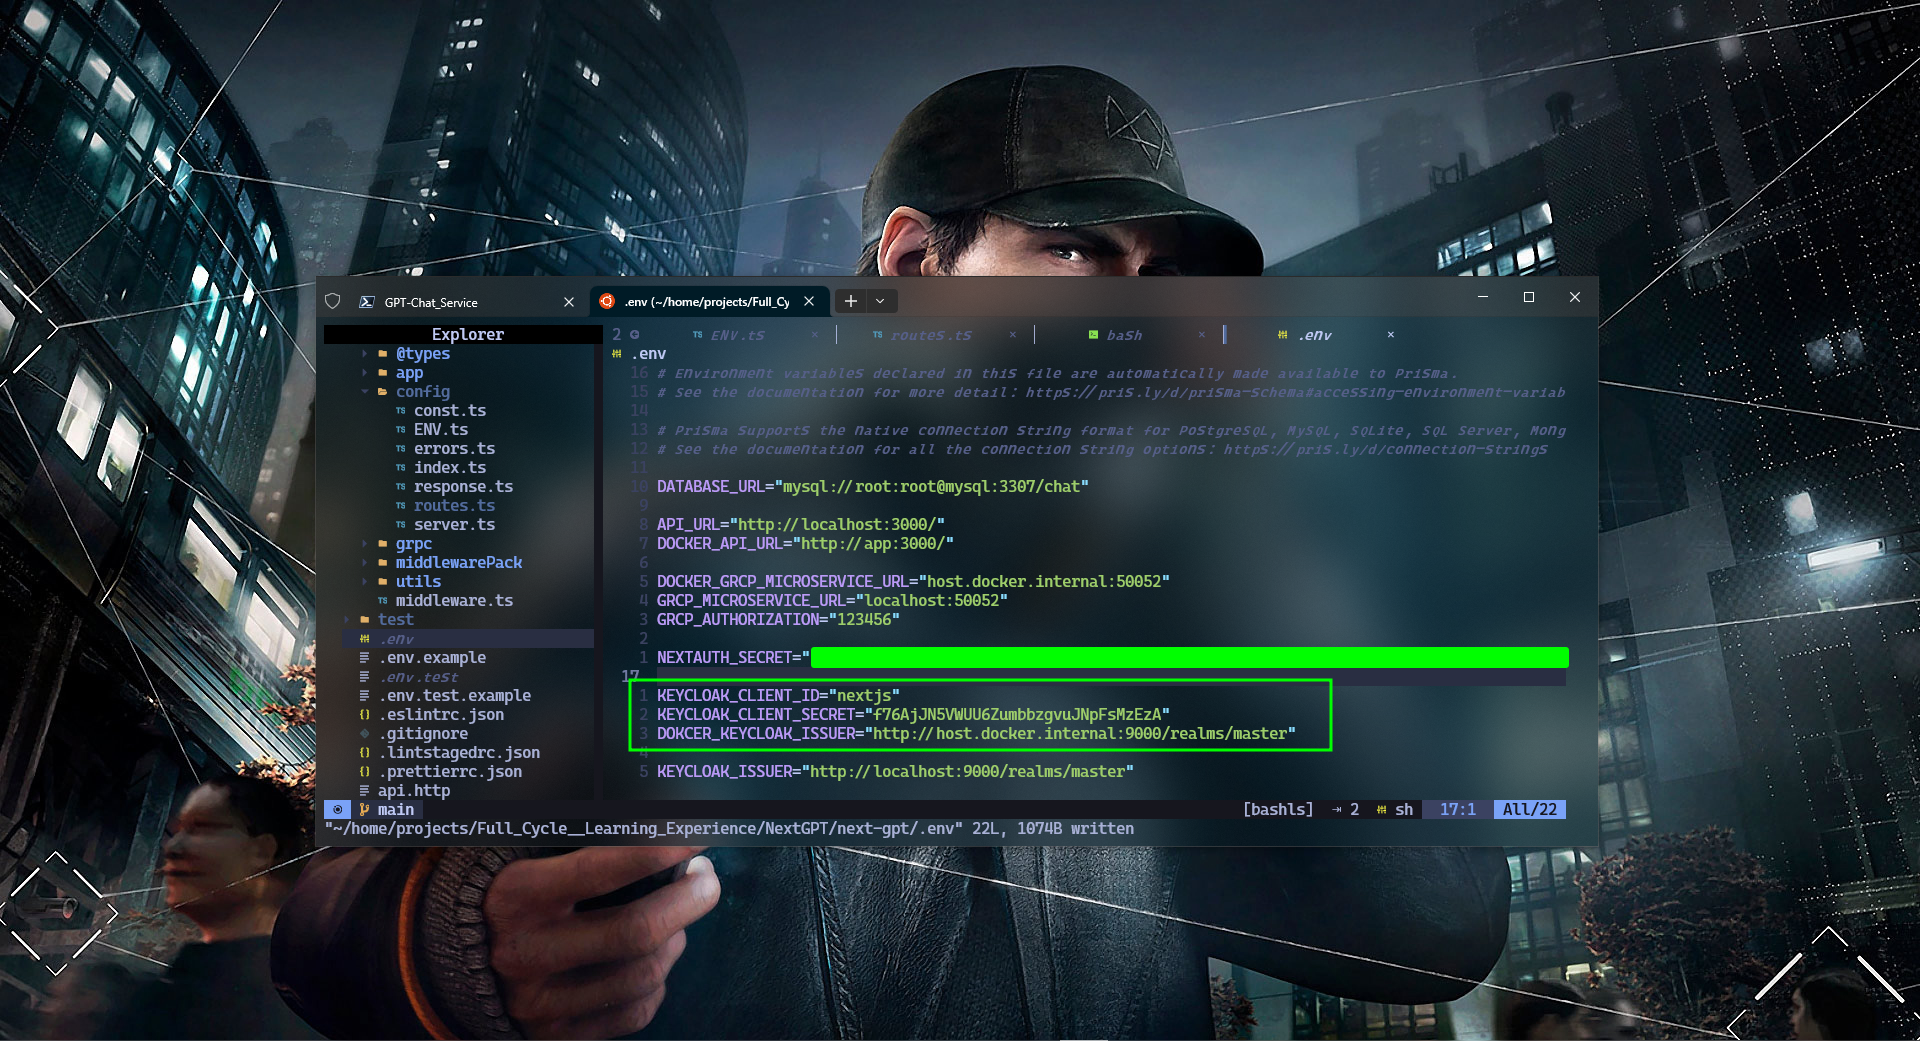 GPT-Chat_Service
.env (~/home/projects/Full_Cy
Explorer
@types
app
config
const.ts
ENV.ts
errors.ts
index.ts
response.ts
routes.ts
server.ts
grpc
middlewarePack
utils
middleware.ts
test
.env
.env.example
.env.test
.env.test.example
.eslintrc.json
.gitignore
.lintstagedrc.json
.prettierrc.json
api.http
2 TS ENV.ts TS routes.ts bash .env
.env
16 # Environment variables declared in this file are automatically made available to Prisma.
15 # See the documentation for more detail: https://pris.ly/d/prisma-schema#accessing-environment-variab
14
13 # Prisma supports the native connection string format for PostgreSQL, MySQL, SQLite, SQL Server, Mong
12 # See the documentation for all the connection string options: https://pris.ly/d/connection-strings
11
10 DATABASE_URL="mysql://root:root@mysql:3307/chat"
9
8 API_URL="http://localhost:3000/"
7 DOCKER_API_URL="http://app:3000/"
6
5 DOCKER_GRCP_MICROSERVICE_URL="host.docker.internal:50052"
4 GRCP_MICROSERVICE_URL="localhost:50052"
3 GRCP_AUTHORIZATION="123456"
2
1 NEXTAUTH_SECRET="
17
1 KEYCLOAK_CLIENT_ID="nextjs"
2 KEYCLOAK_CLIENT_SECRET="f76AjJN5VWUU6ZumbbzgvuJNpFsMzEzA"
3 DOKCER_KEYCLOAK_ISSUER="http://host.docker.internal:9000/realms/master"
4
5 KEYCLOAK_ISSUER="http://localhost:9000/realms/master"
main [bashls] 2 sh 17:1 All/22
"~/home/projects/Full_Cycle__Learning_Experience/NextGPT/next-gpt/.env" 22L, 1074B written